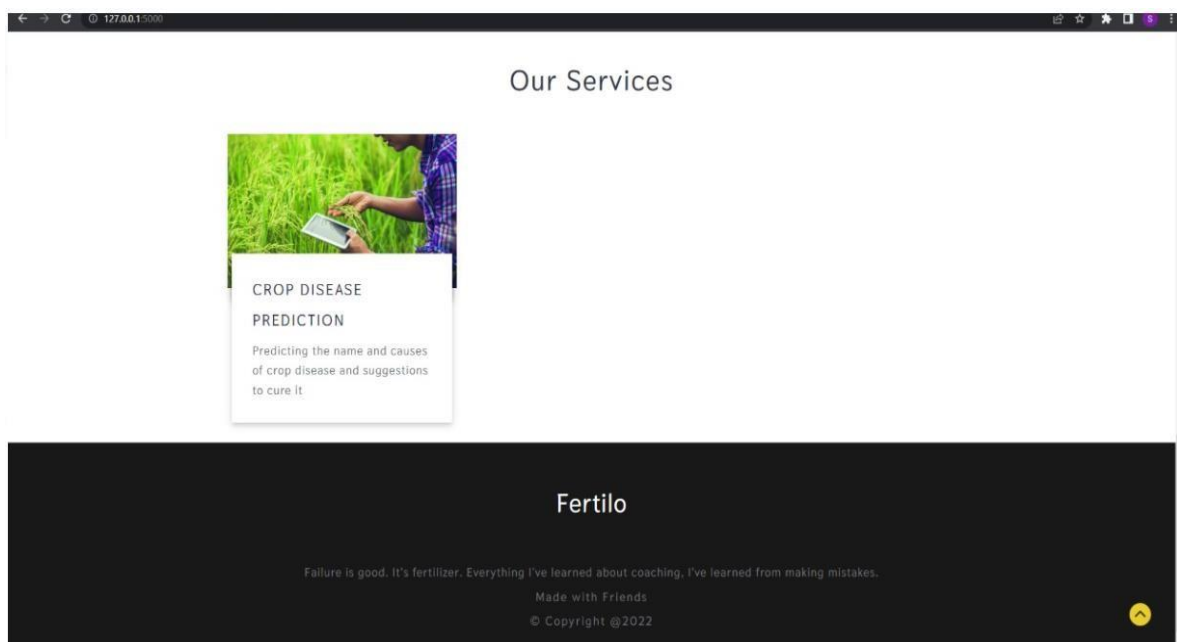 127.0.0.1:5000
S
Our Services
CROP DISEASE
PREDICTION
Predicting the name and causes
of crop disease and suggestions
to cure it
Fertilo
Failure is good. It's fertilizer. Everything I've learned about coaching, I've learned from making mistakes.
Made with Friends
© Copyright @2022